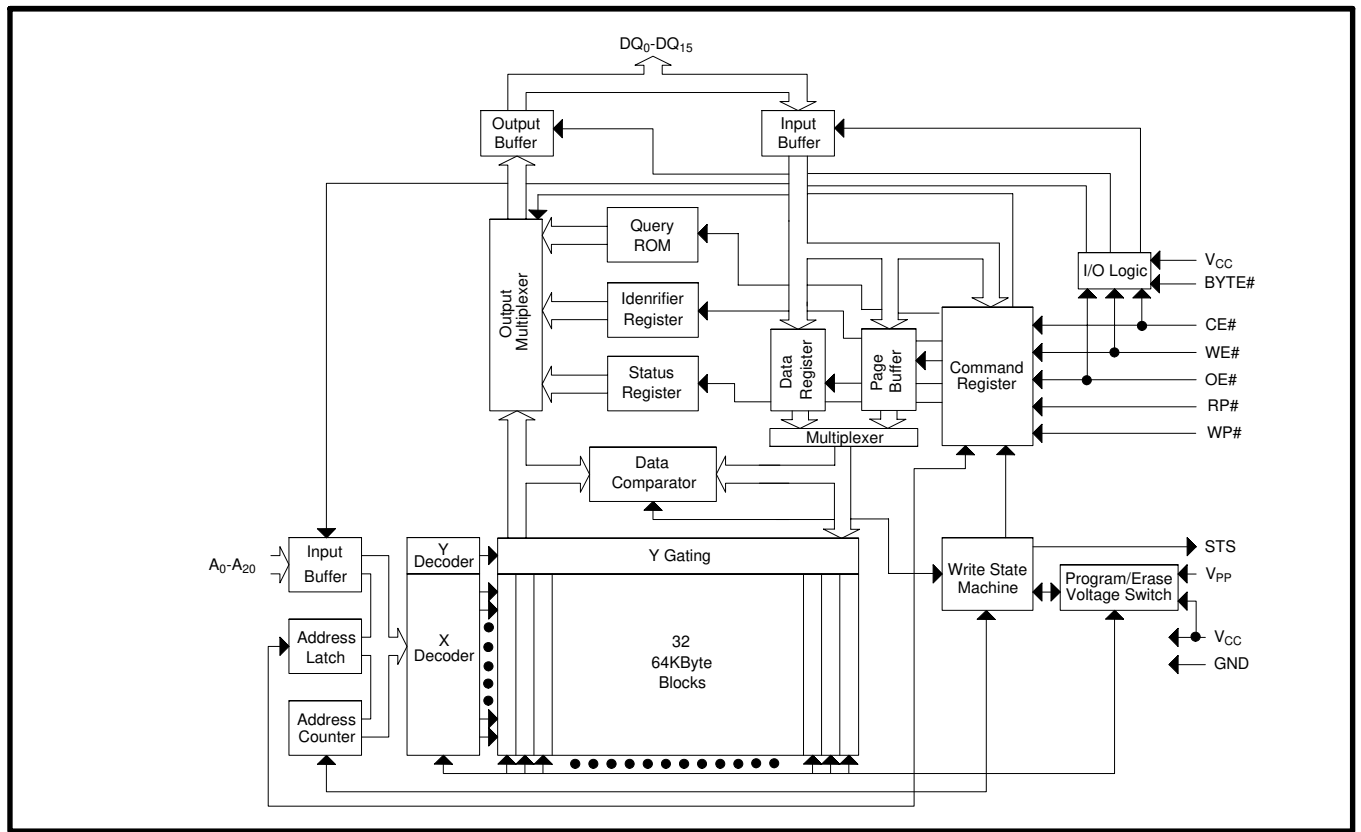 DQ0-DQ15
Output
Buffer
Input
Buffer
Query
ROM
I/O Logic
VCC
BYTE#
Output
Multiplexer
Idenrifier
Register
CE#
WE#
OE#
RP#
WP#
Data
Register
Page
Buffer
Command
Register
Status
Register
Multiplexer
Data
Comparator
A0-A20
Input
Buffer
Y
Decoder
Y Gating
Write State
Machine
STS
Program/Erase
Voltage Switch
VPP
VCC
GND
Address
Latch
X
Decoder
32
64KByte
Blocks
Address
Counter